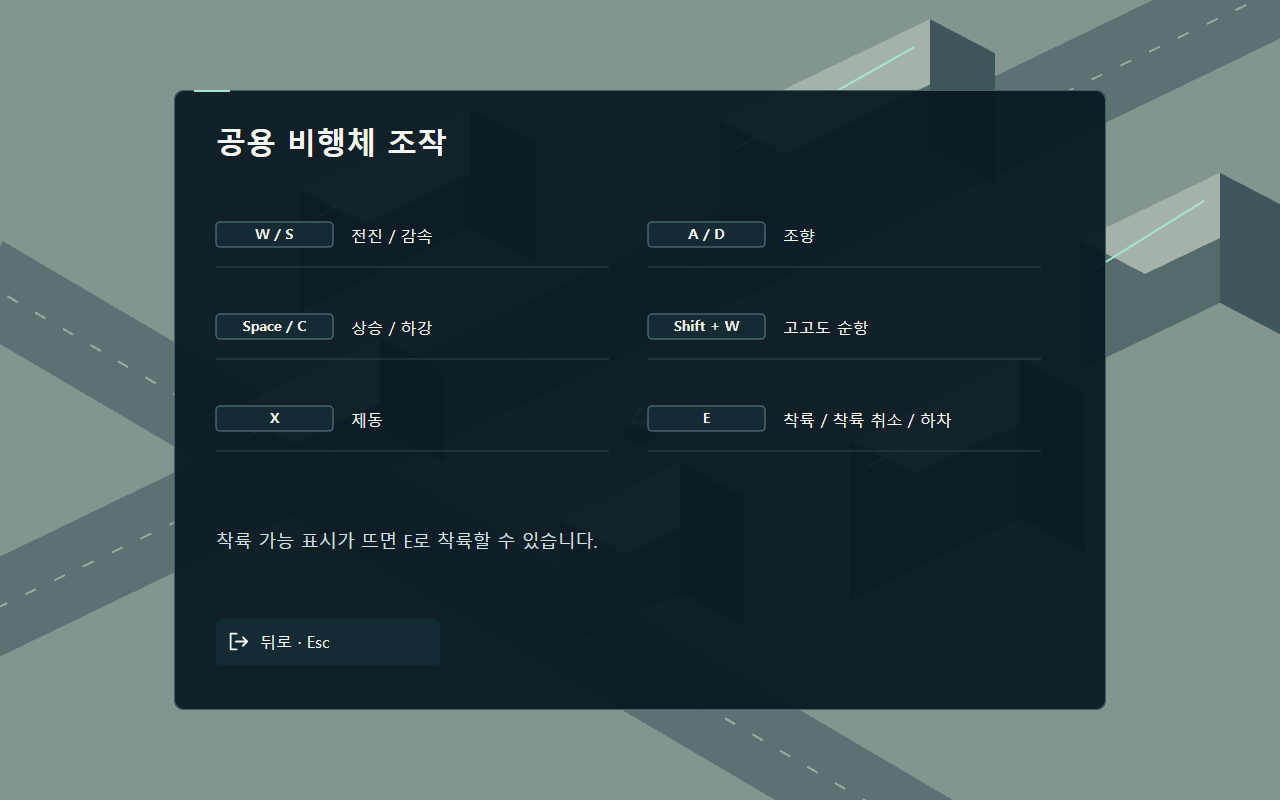 공용 비행체 조작
W / S 전진 / 감속
A / D 조향
Space / C 상승 / 하강
Shift + W 고고도 순항
X 제동
E 착륙 / 착륙 취소 / 하차
착륙 가능 표시가 뜨면 E로 착륙할 수 있습니다.
뒤로 · Esc